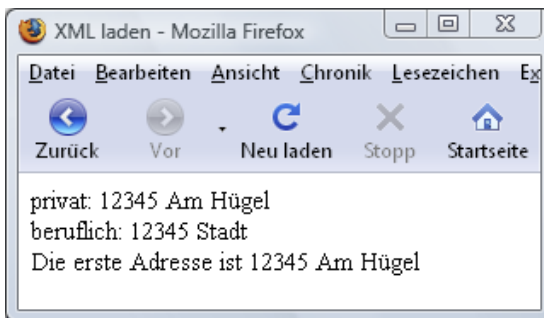 XML laden - Mozilla Firefox
Datei Bearbeiten Ansicht Chronik Lesezeichen Ex
Zurück Vor Neu laden Stopp Startseite
privat: 12345 Am Hügel
beruflich: 12345 Stadt
Die erste Adresse ist 12345 Am Hügel